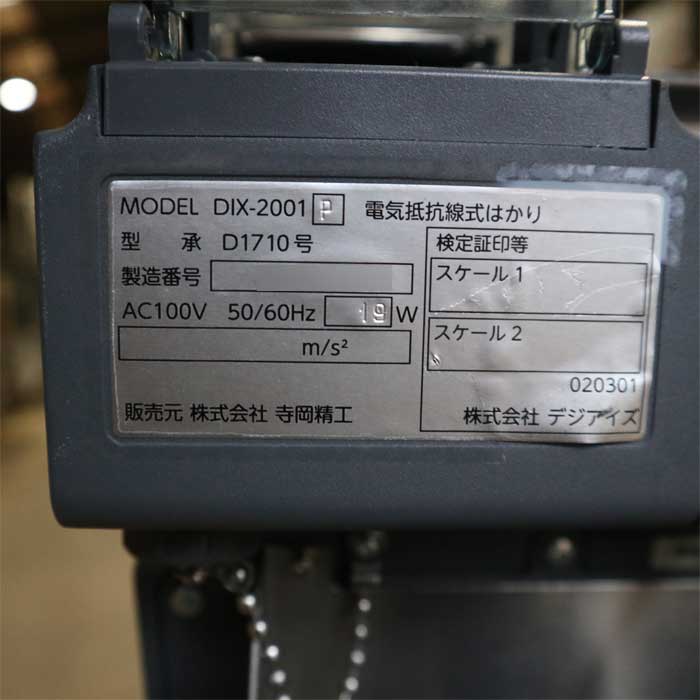 MODEL DIX-2001 P 電気抵抗線式はかり
型 承 D1710号
製造番号
AC100V 50/60Hz 19 W
m/s²
販売元 株式会社 寺岡精工
検定証印等
スケール1
スケール2
020301
株式会社 デジアイズ